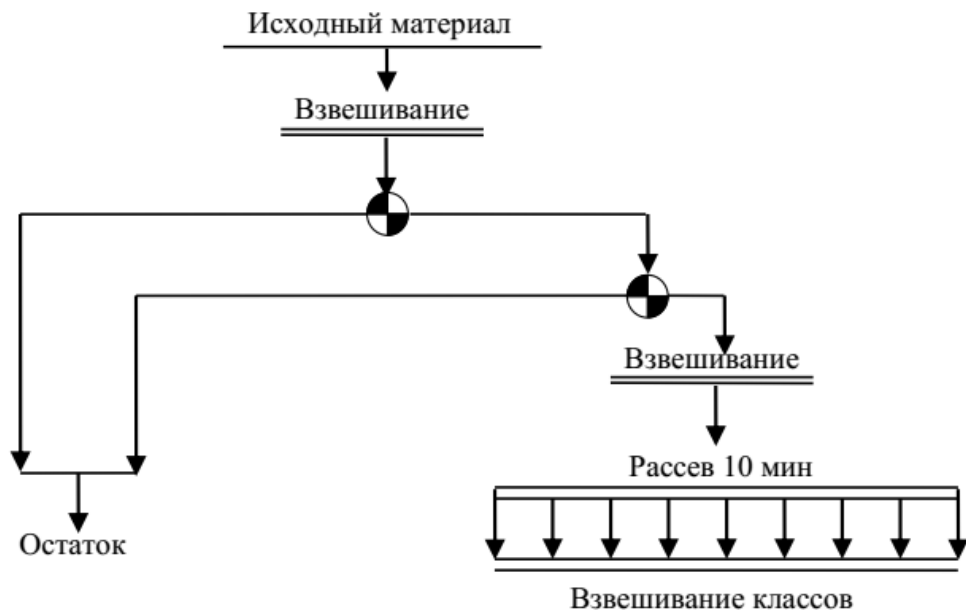 Исходный материал
Взвешивание
Взвешивание
Рассев 10 мин
Остаток
Взвешивание классов